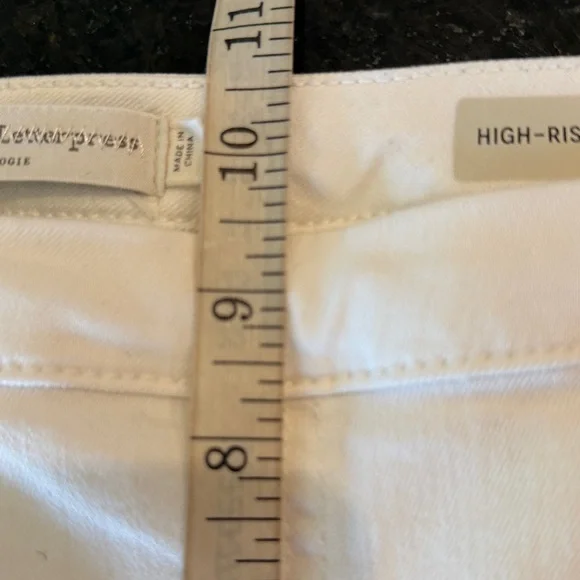 11
Letterpress
OGIE
MADE IN
CHINA
10
HIGH-RIS
9
8